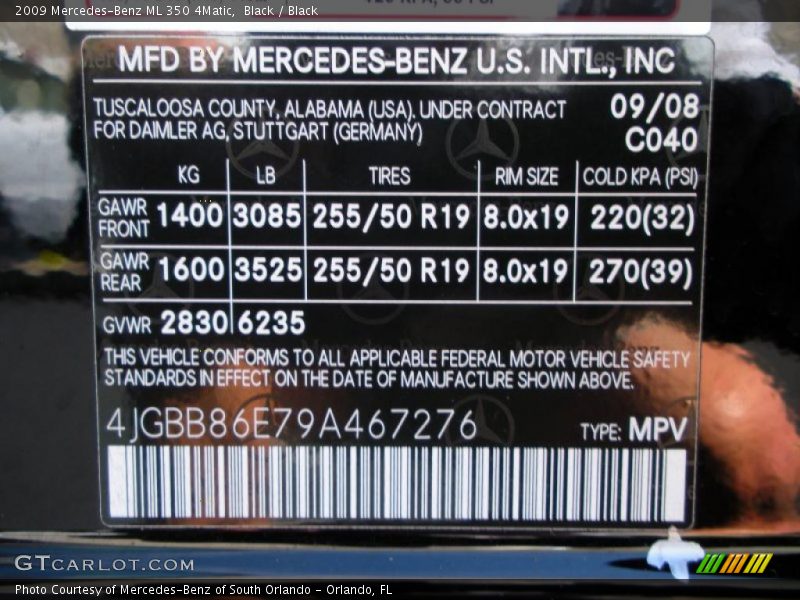 2009 Mercedes-Benz ML 350 4Matic,  Black / Black
MFD BY MERCEDES-BENZ U.S. INTL., INC
TUSCALOOSA COUNTY, ALABAMA (USA). UNDER CONTRACT 09/08
FOR DAIMLER AG, STUTTGART (GERMANY) C040
KG LB TIRES RIM SIZE COLD KPA (PSI)
GAWR FRONT 1400 3085 255/50 R19 8.0x19 220(32)
GAWR REAR 1600 3525 255/50 R19 8.0x19 270(39)
GVWR 2830 6235
THIS VEHICLE CONFORMS TO ALL APPLICABLE FEDERAL MOTOR VEHICLE SAFETY
STANDARDS IN EFFECT ON THE DATE OF MANUFACTURE SHOWN ABOVE.
4JGBB86E79A467276 TYPE: MPV
GTCARLOT.COM
Photo Courtesy of Mercedes-Benz of South Orlando - Orlando, FL